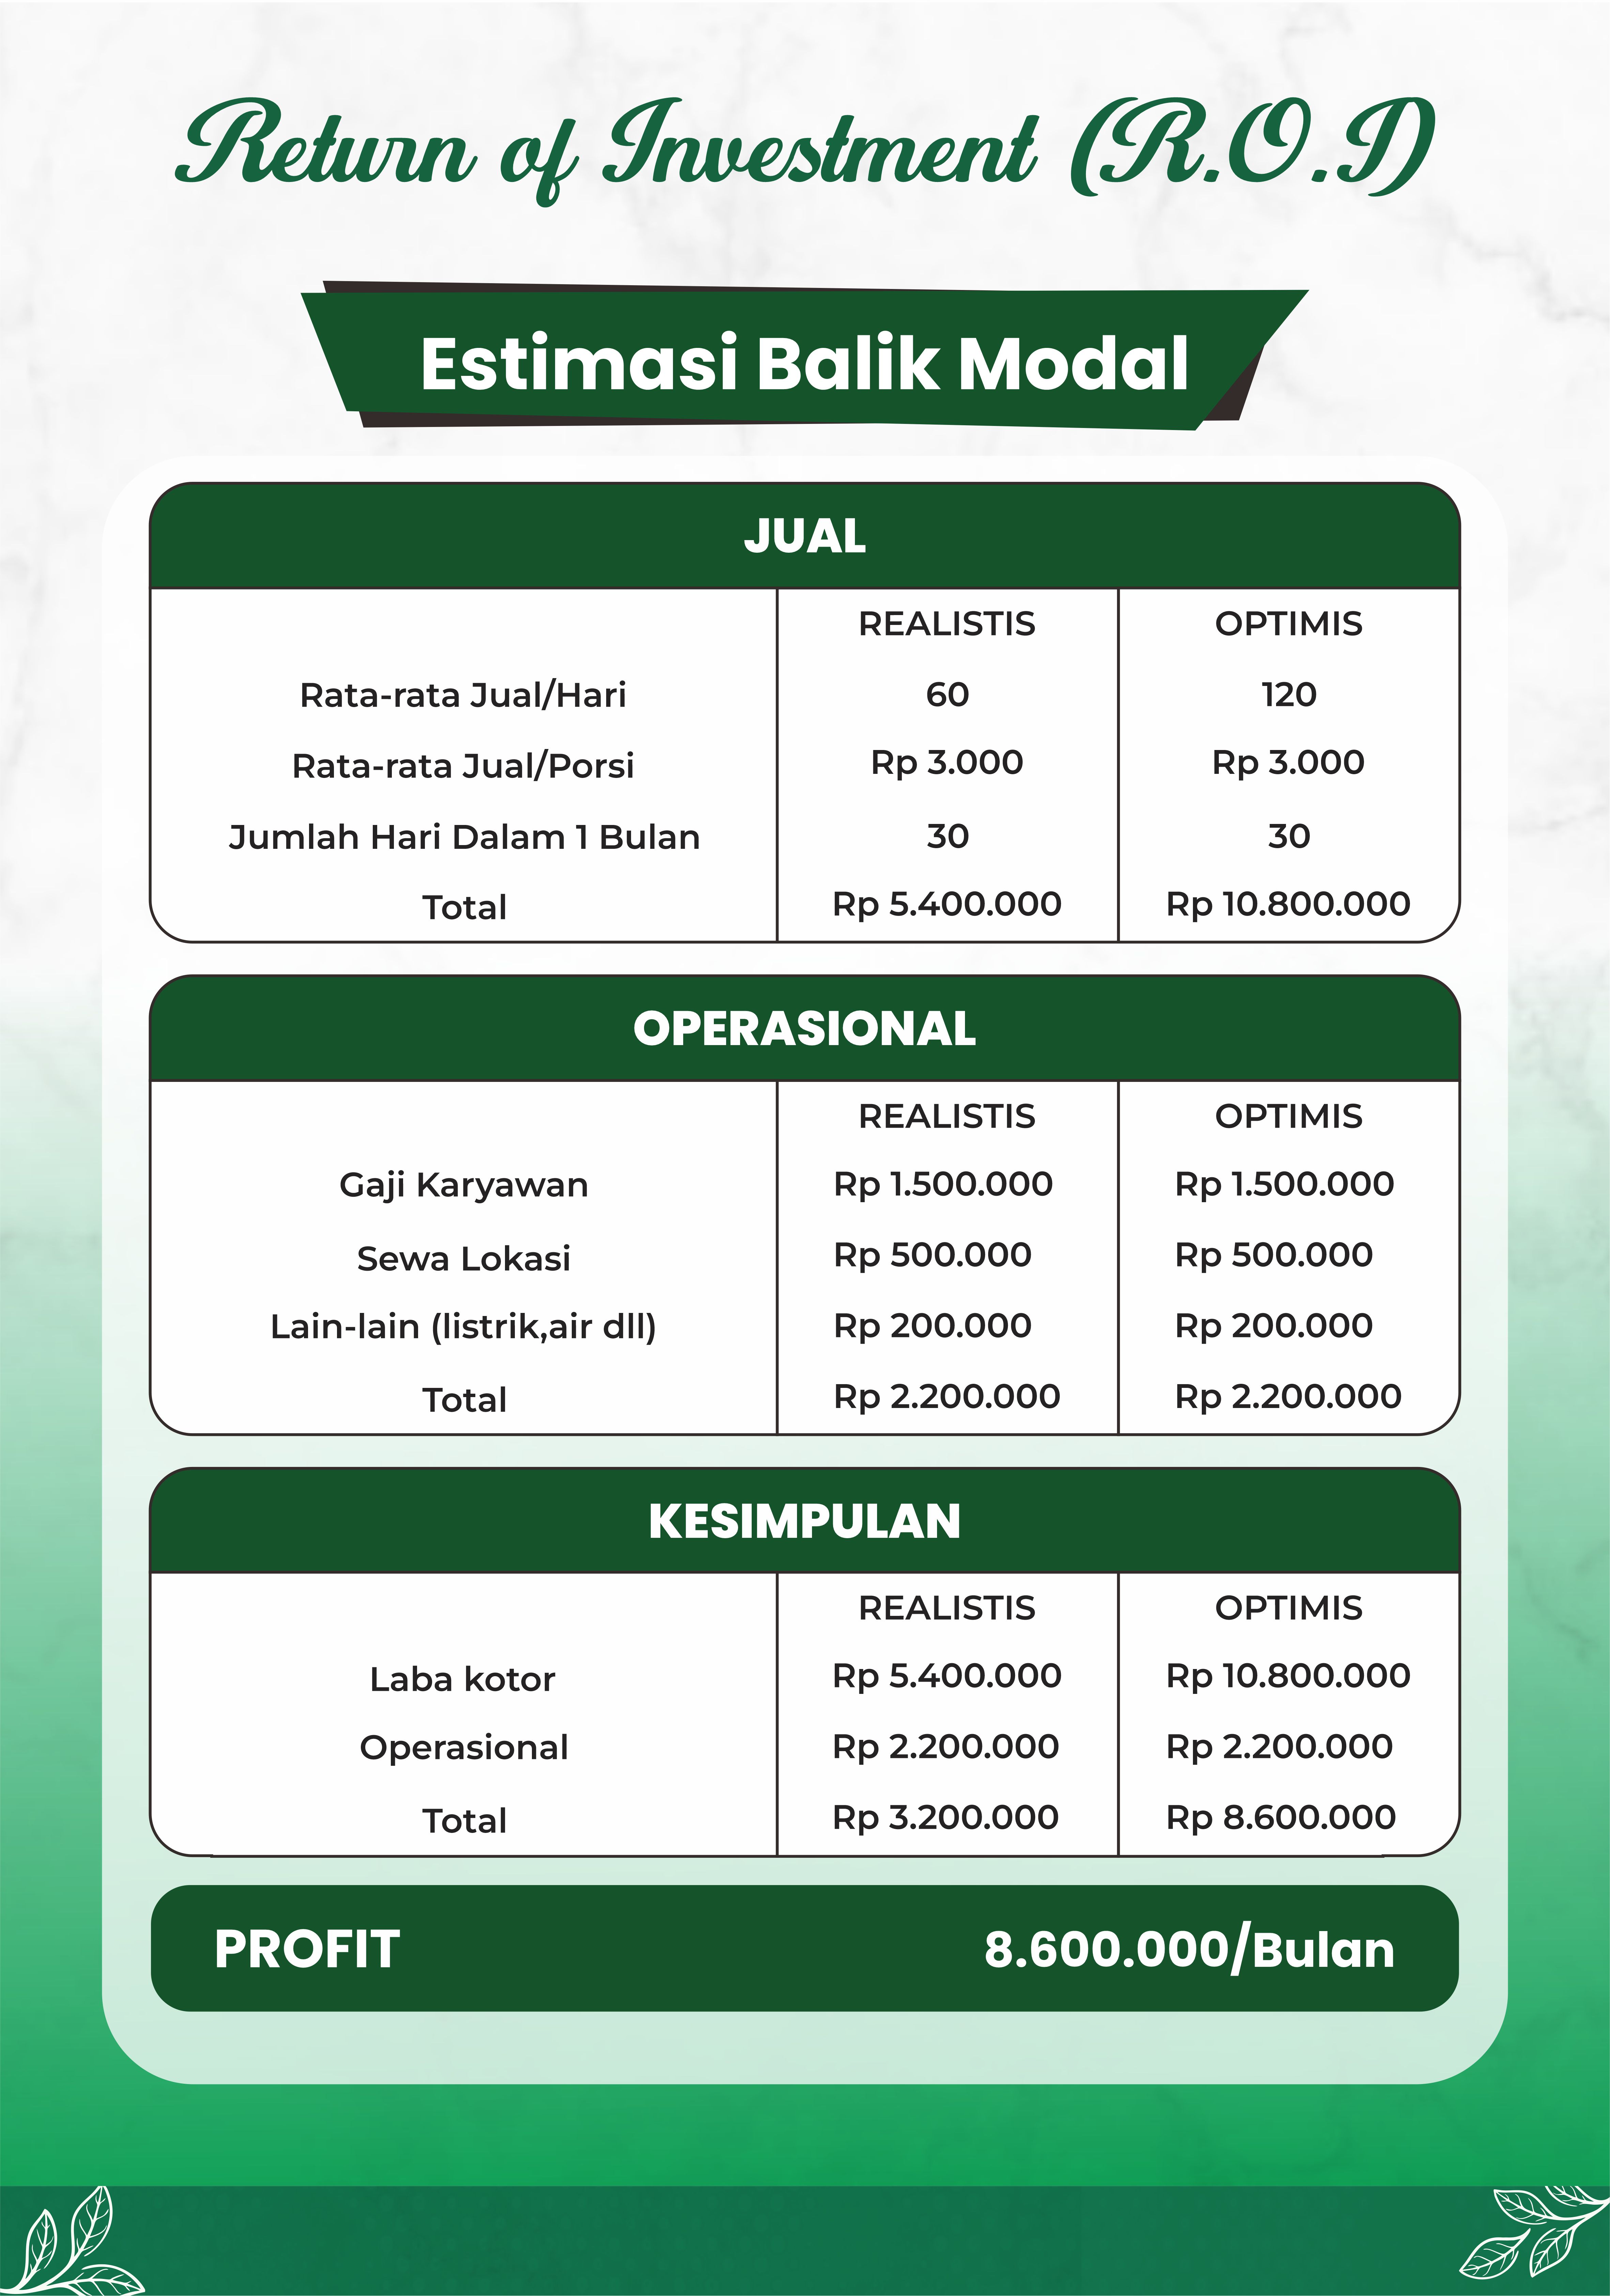 Return of Investment (R.O.I)
Estimasi Balik Modal
JUAL
REALISTIS OPTIMIS
Rata-rata Jual/Hari 60 120
Rata-rata Jual/Porsi Rp 3.000 Rp 3.000
Jumlah Hari Dalam 1 Bulan 30 30
Total Rp 5.400.000 Rp 10.800.000
OPERASIONAL
REALISTIS OPTIMIS
Gaji Karyawan Rp 1.500.000 Rp 1.500.000
Sewa Lokasi Rp 500.000 Rp 500.000
Lain-lain (listrik,air dll) Rp 200.000 Rp 200.000
Total Rp 2.200.000 Rp 2.200.000
KESIMPULAN
REALISTIS OPTIMIS
Laba kotor Rp 5.400.000 Rp 10.800.000
Operasional Rp 2.200.000 Rp 2.200.000
Total Rp 3.200.000 Rp 8.600.000
PROFIT 8.600.000/Bulan